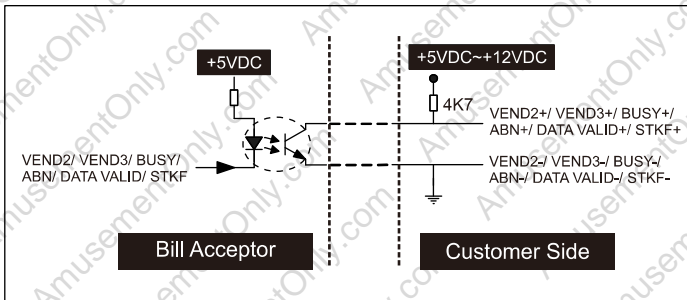 +5VDC
+5VDC~+12VDC
4K7
VEND2+/ VEND3+/ BUSY+/
ABN+/ DATA VALID+/ STKF+
VEND2/ VEND3/ BUSY/
ABN/ DATA VALID/ STKF
VEND2-/ VEND3-/ BUSY-/
ABN-/ DATA VALID-/ STKF-
Bill Acceptor
Customer Side
AmusementOnly.com